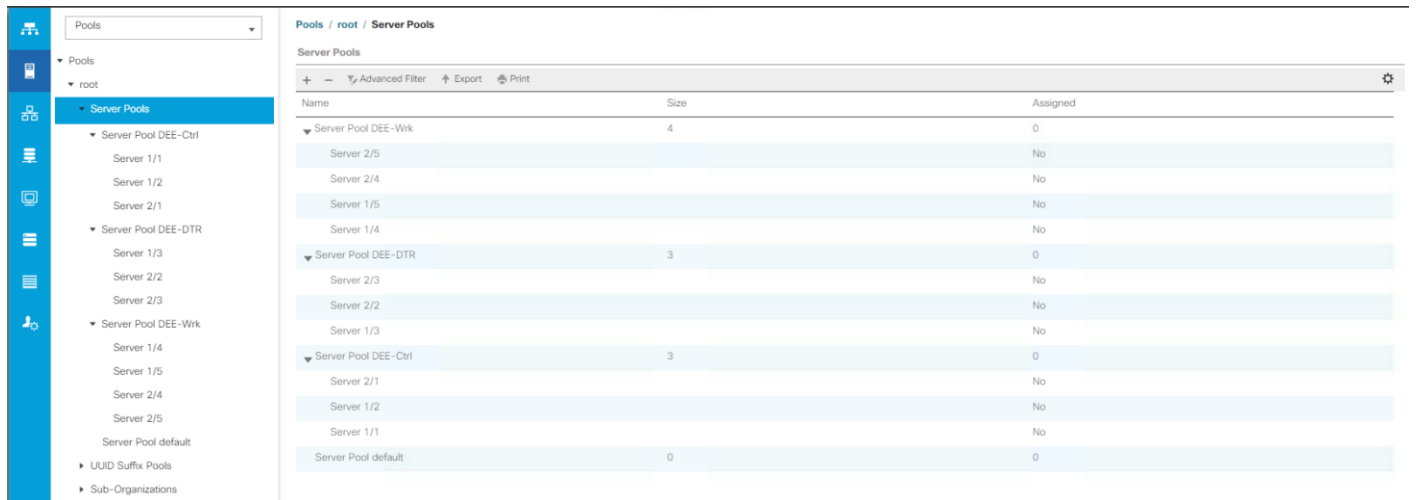 Pools
Pools
root
Server Pools
Server Pool DEE-Ctrl
Server 1/1
Server 1/2
Server 2/1
Server Pool DEE-DTR
Server 1/3
Server 2/2
Server 2/3
Server Pool DEE-Wrk
Server 1/4
Server 1/5
Server 2/4
Server 2/5
Server Pool default
UUID Suffix Pools
Sub-Organizations
Pools / root / Server Pools
Server Pools
+ − Advanced Filter Export Print
Name Size Assigned
Server Pool DEE-Wrk 4 0
Server 2/5 No
Server 2/4 No
Server 1/5 No
Server 1/4 No
Server Pool DEE-DTR 3 0
Server 2/3 No
Server 2/2 No
Server 1/3 No
Server Pool DEE-Ctrl 3 0
Server 2/1 No
Server 1/2 No
Server 1/1 No
Server Pool default 0 0